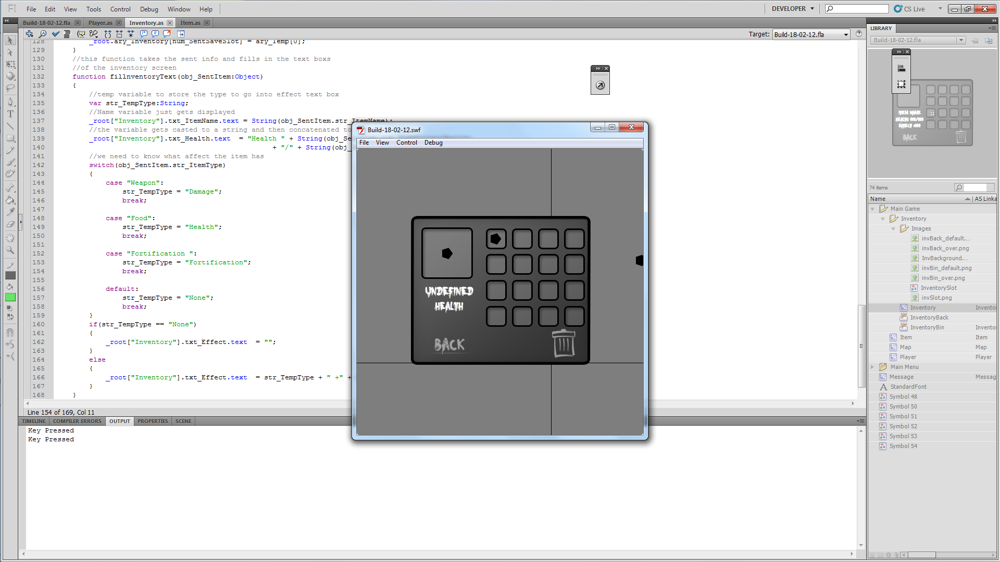 Fl File Edit View Tools Control Debug Window Help DEVELOPER CS Live
Build-18-02-12.fla Player.as Inventory.as Item.as
Target: Build-18-02-12.fla
128 _root.ary_Inventory[num_SentSaveSlot] = ary_Temp[0];
129 }
130 //this function takes the sent info and fills in the text boxs
131 //of the inventory screen
132 function fillnventoryText(obj_SentItem:Object)
133 {
134 //temp variable to store the type to go into effect text box
135 var str_TempType:String;
136 //Name variable just gets displayed
137 _root["Inventory"].txt_ItemName.text = String(obj_SentItem.str_ItemName);
138 //the variable gets casted to a string and then concatenated to
139 _root["Inventory"].txt_Health.text = "Health " + String(obj_Se
140 + "/" + String(obj_
141 //we need to know what affect the item has
142 switch(obj_SentItem.str_ItemType)
143 {
144 case "Weapon":
145 str_TempType = "Damage";
146 break;
147
148 case "Food":
149 str_TempType = "Health";
150 break;
151
152 case "Fortification ":
153 str_TempType = "Fortification";
154 break;
155
156 default:
157 str_TempType = "None";
158 break;
159 }
160 if(str_TempType == "None")
161 {
162 _root["Inventory"].txt_Effect.text = "";
163 }
164 else
165 {
166 _root["Inventory"].txt_Effect.text = str_TempType + " +" +
167 }
168 }
Line 154 of 169, Col 11
TIMELINE COMPILER ERRORS OUTPUT PROPERTIES SCENE
Key Pressed
Key Pressed
Build-18-02-12.swf
File View Control Debug
UNDEFINED
HEALTH
BACK
LIBRARY
Build-18-02-12.fla
ITEM NAME
HEALTH 000/000
EFFECT +000
BACK
74 items
Name AS Linka
Main Game
Inventory
Images
invBack_default....
invBack_over.png
InvBackground....
invBin_default.png
invBin_over.png
InventorySlot
invSlot.png
Inventory Invento
InventoryBack
InventoryBin Invento
Item Item
Map Map
Player Player
Main Menu
Message Messag
StandardFont
Symbol 48
Symbol 50
Symbol 51
Symbol 52
Symbol 53
Symbol 54